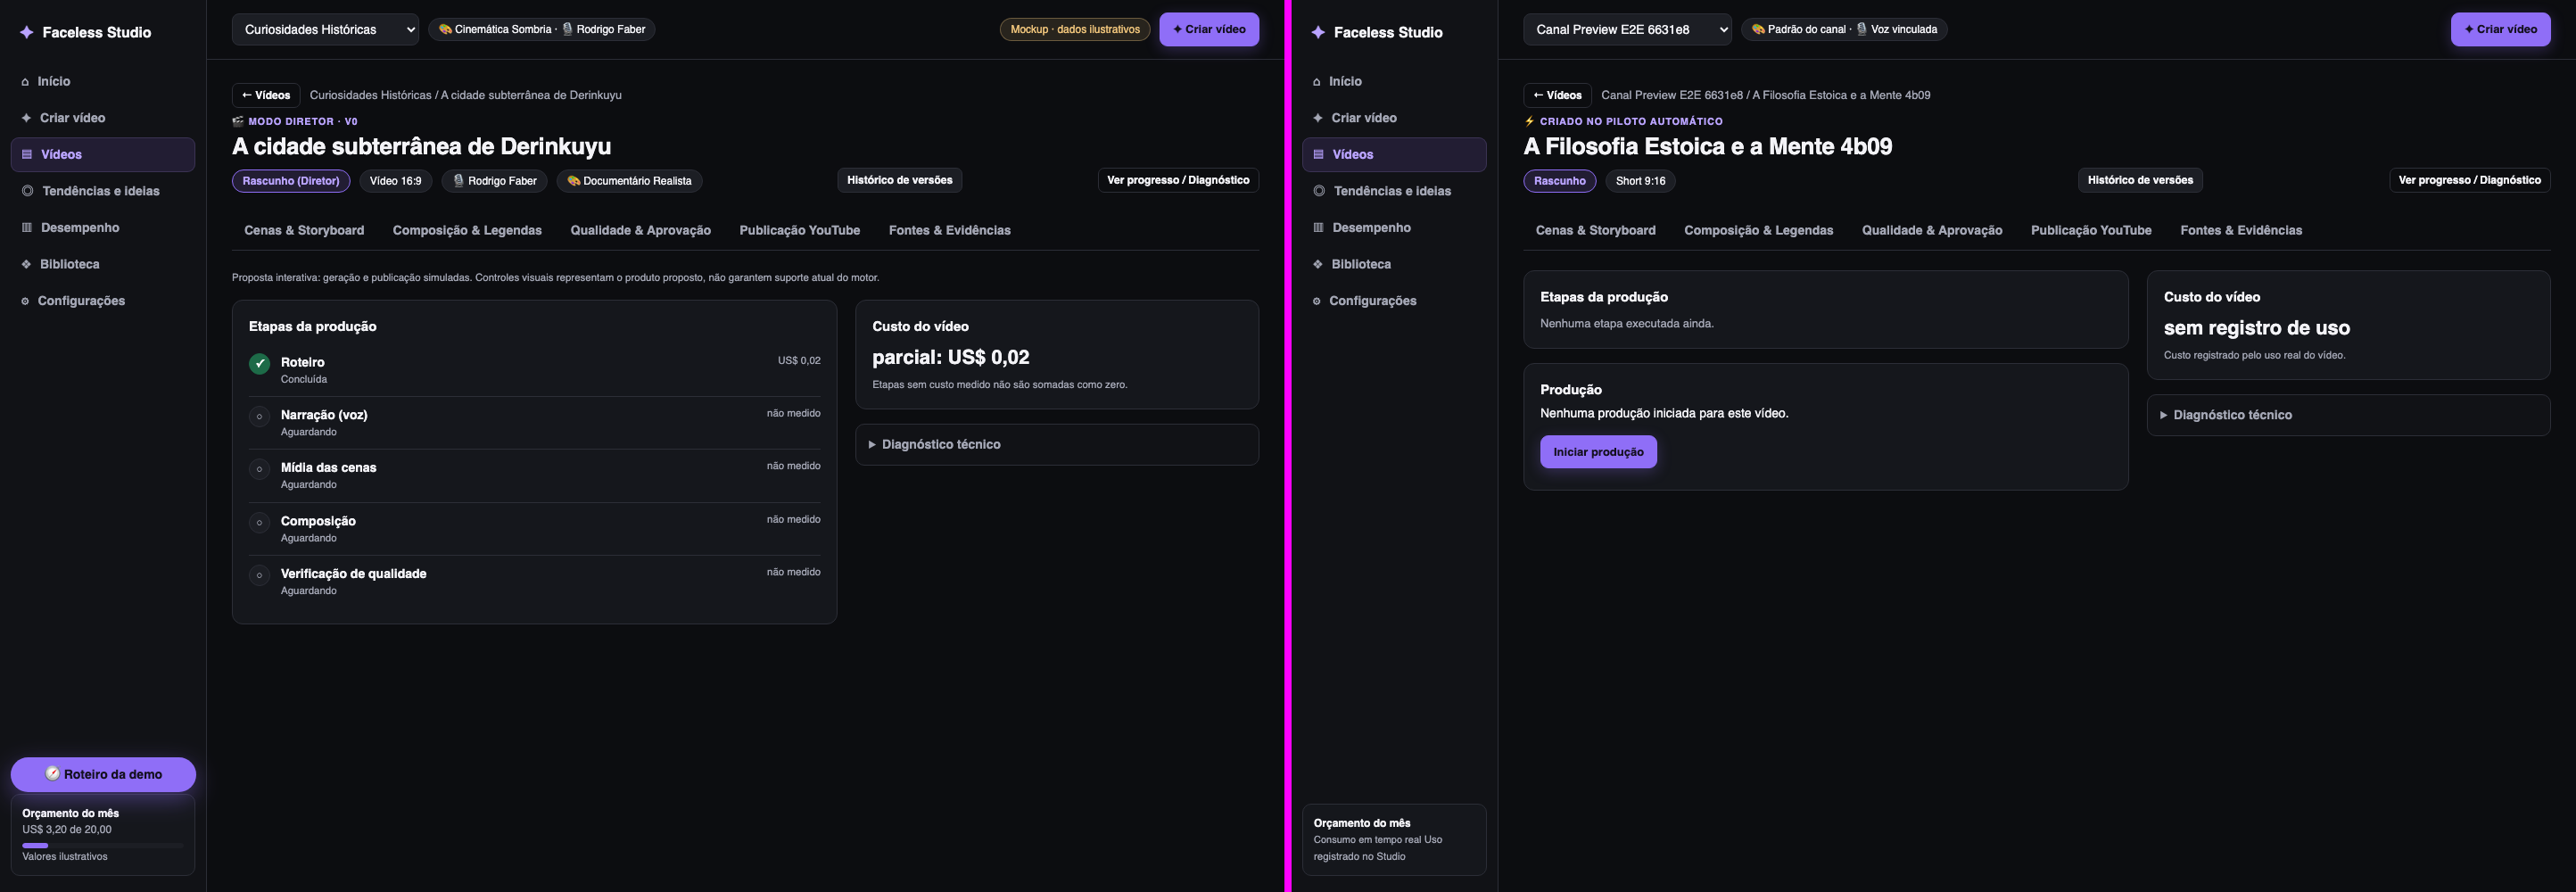 Faceless Studio
Início
Criar vídeo
Vídeos
Tendências e ideias
Desempenho
Biblioteca
Configurações
Roteiro da demo
Orçamento do mês
US$ 3,20 de 20,00
Valores ilustrativos
Curiosidades Históricas
Cinemática Sombria · Rodrigo Faber
Mockup · dados ilustrativos
✦ Criar vídeo
← Vídeos
Curiosidades Históricas / A cidade subterrânea de Derinkuyu
MODO DIRETOR · V0
A cidade subterrânea de Derinkuyu
Rascunho (Diretor)
Vídeo 16:9
Rodrigo Faber
Documentário Realista
Histórico de versões
Ver progresso / Diagnóstico
Cenas & Storyboard
Composição & Legendas
Qualidade & Aprovação
Publicação YouTube
Fontes & Evidências
Proposta interativa: geração e publicação simuladas. Controles visuais representam o produto proposto, não garantem suporte atual do motor.
Etapas da produção
Roteiro
US$ 0,02
Concluída
Narração (voz)
não medido
Aguardando
Mídia das cenas
não medido
Aguardando
Composição
não medido
Aguardando
Verificação de qualidade
não medido
Aguardando
Custo do vídeo
parcial: US$ 0,02
Etapas sem custo medido não são somadas como zero.
▶ Diagnóstico técnico
Faceless Studio
Início
Criar vídeo
Vídeos
Tendências e ideias
Desempenho
Biblioteca
Configurações
Orçamento do mês
Consumo em tempo real Uso
registrado no Studio
Canal Preview E2E 6631e8
Padrão do canal · Voz vinculada
✦ Criar vídeo
← Vídeos
Canal Preview E2E 6631e8 / A Filosofia Estoica e a Mente 4b09
CRIADO NO PILOTO AUTOMÁTICO
A Filosofia Estoica e a Mente 4b09
Rascunho
Short 9:16
Histórico de versões
Ver progresso / Diagnóstico
Cenas & Storyboard
Composição & Legendas
Qualidade & Aprovação
Publicação YouTube
Fontes & Evidências
Etapas da produção
Nenhuma etapa executada ainda.
Produção
Nenhuma produção iniciada para este vídeo.
Iniciar produção
Custo do vídeo
sem registro de uso
Custo registrado pelo uso real do vídeo.
▶ Diagnóstico técnico